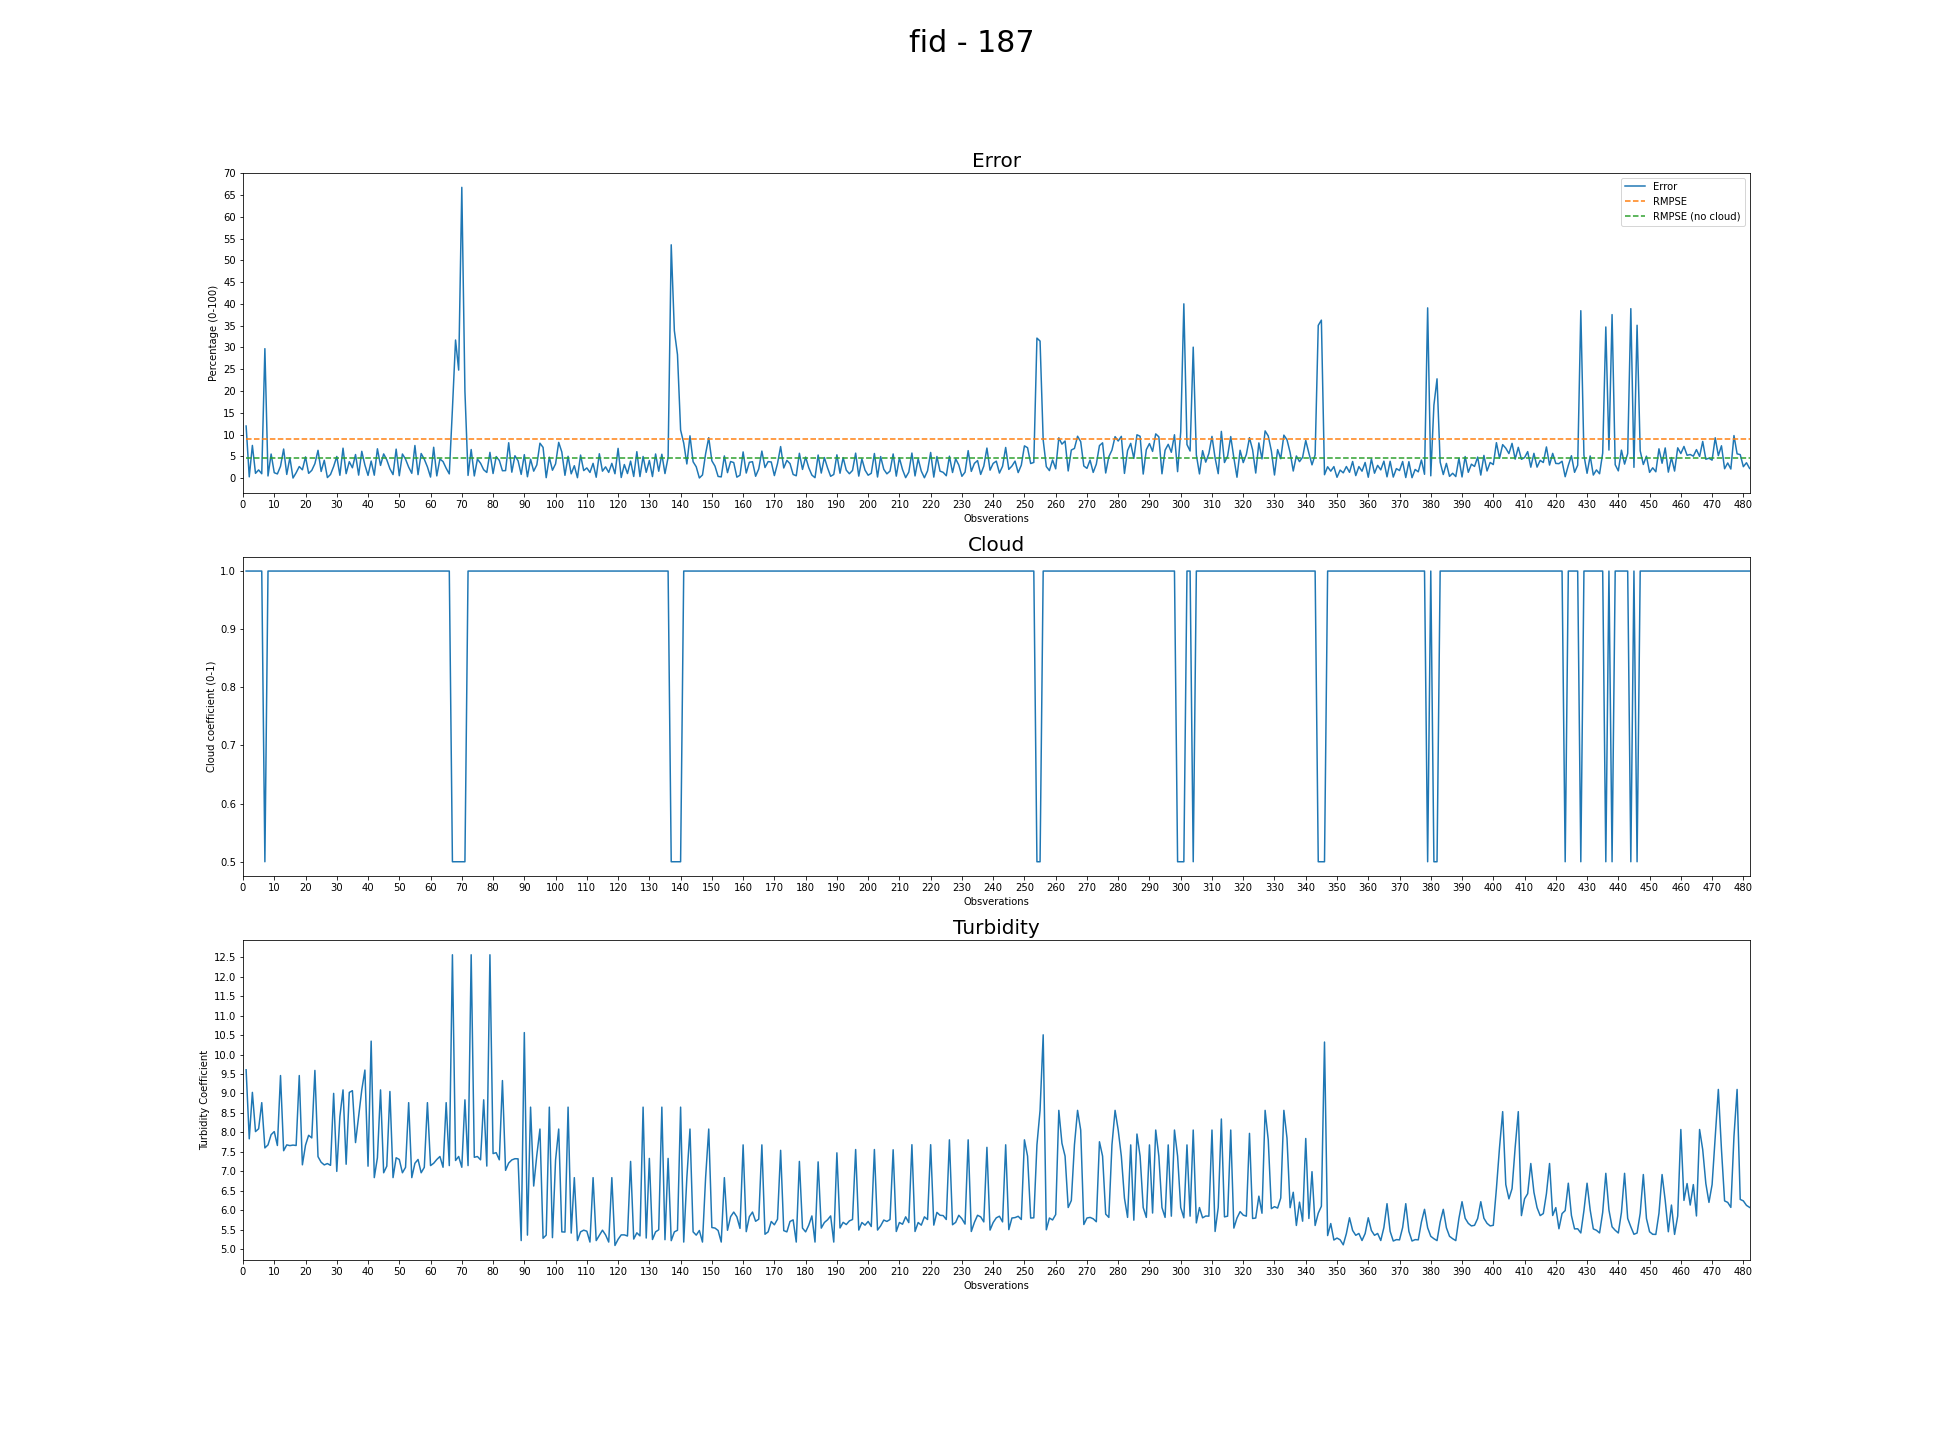 fid - 187
Error
70
65
60
55
50
45
40
35
30
25
20
15
10
5
0
Percentage (0-100)
Error
RMPSE
RMPSE (no cloud)
0 10 20 30 40 50 60 70 80 90 100 110 120 130 140 150 160 170 180 190 200 210 220 230 240 250 260 270 280 290 300 310 320 330 340 350 360 370 380 390 400 410 420 430 440 450 460 470 480
Obsverations
Cloud
1.0
0.9
0.8
0.7
0.6
0.5
Cloud coefficient (0-1)
0 10 20 30 40 50 60 70 80 90 100 110 120 130 140 150 160 170 180 190 200 210 220 230 240 250 260 270 280 290 300 310 320 330 340 350 360 370 380 390 400 410 420 430 440 450 460 470 480
Obsverations
Turbidity
12.5
12.0
11.5
11.0
10.5
10.0
9.5
9.0
8.5
8.0
7.5
7.0
6.5
6.0
5.5
5.0
Turbidity Coefficient
0 10 20 30 40 50 60 70 80 90 100 110 120 130 140 150 160 170 180 190 200 210 220 230 240 250 260 270 280 290 300 310 320 330 340 350 360 370 380 390 400 410 420 430 440 450 460 470 480
Obsverations